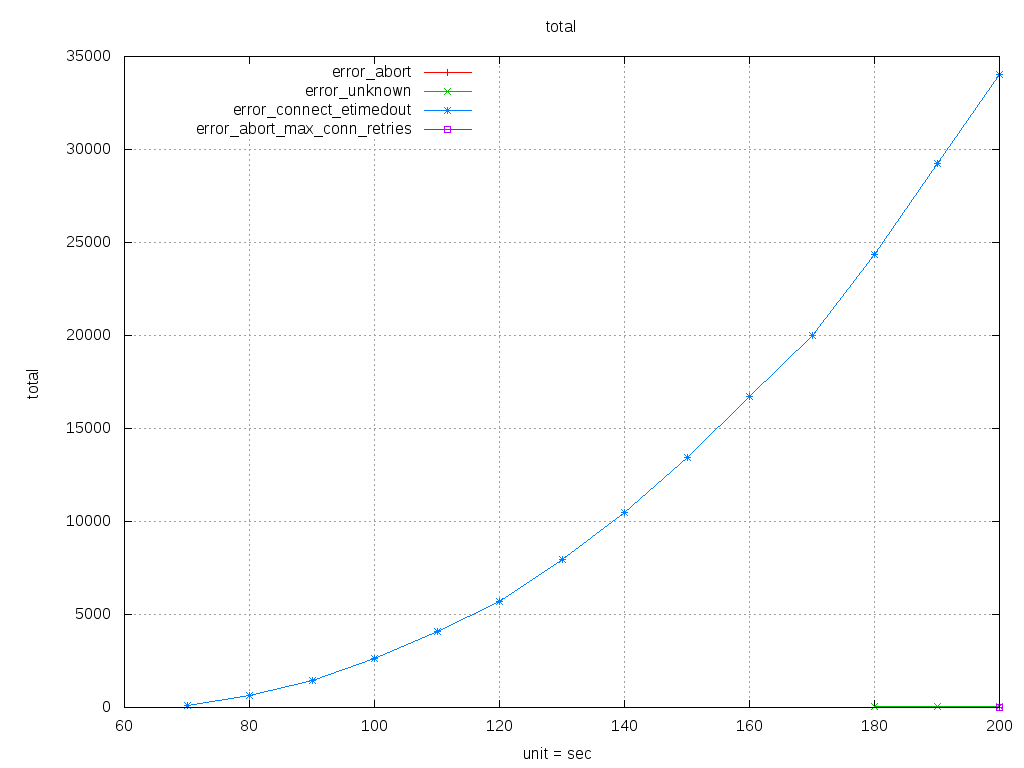 total
35000
30000
25000
20000
15000
10000
5000
0
total
error_abort
error_unknown
error_connect_etimedout
error_abort_max_conn_retries
60 80 100 120 140 160 180 200
unit = sec